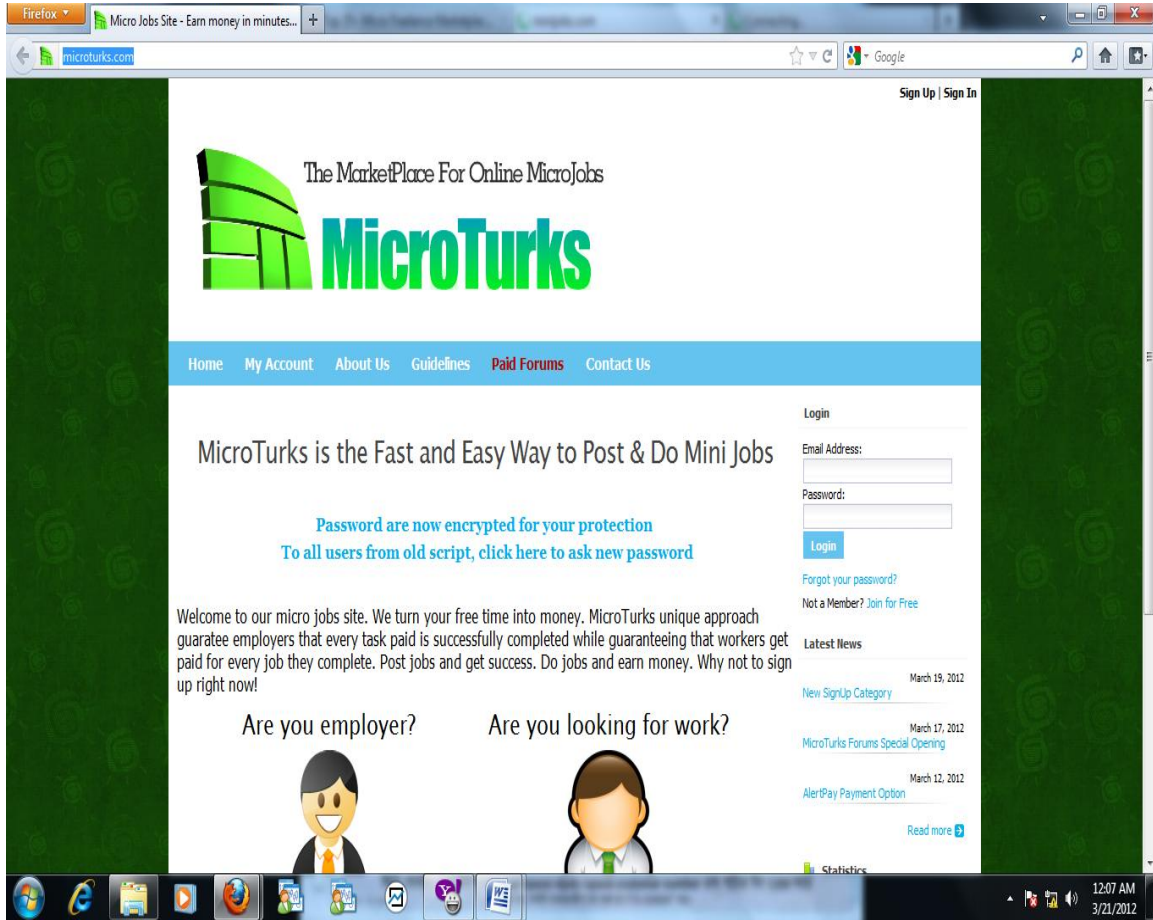 Firefox
Micro Jobs Site - Earn money in minutes...
microturks.com
Google
Sign Up | Sign In
The MarketPlace For Online MicroJobs
MicroTurks
Home My Account About Us Guidelines Paid Forums Contact Us
MicroTurks is the Fast and Easy Way to Post & Do Mini Jobs
Password are now encrypted for your protection
To all users from old script, click here to ask new password
Welcome to our micro jobs site. We turn your free time into money. MicroTurks unique approach
guaratee employers that every task paid is successfully completed while guaranteeing that workers get
paid for every job they complete. Post jobs and get success. Do jobs and earn money. Why not to sign
up right now!
Are you employer? Are you looking for work?
Login
Email Address:
Password:
Login
Forgot your password?
Not a Member? Join for Free
Latest News
March 19, 2012
New SignUp Category
March 17, 2012
MicroTurks Forums Special Opening
March 12, 2012
AlertPay Payment Option
Read more
Statistics
12:07 AM
3/21/2012